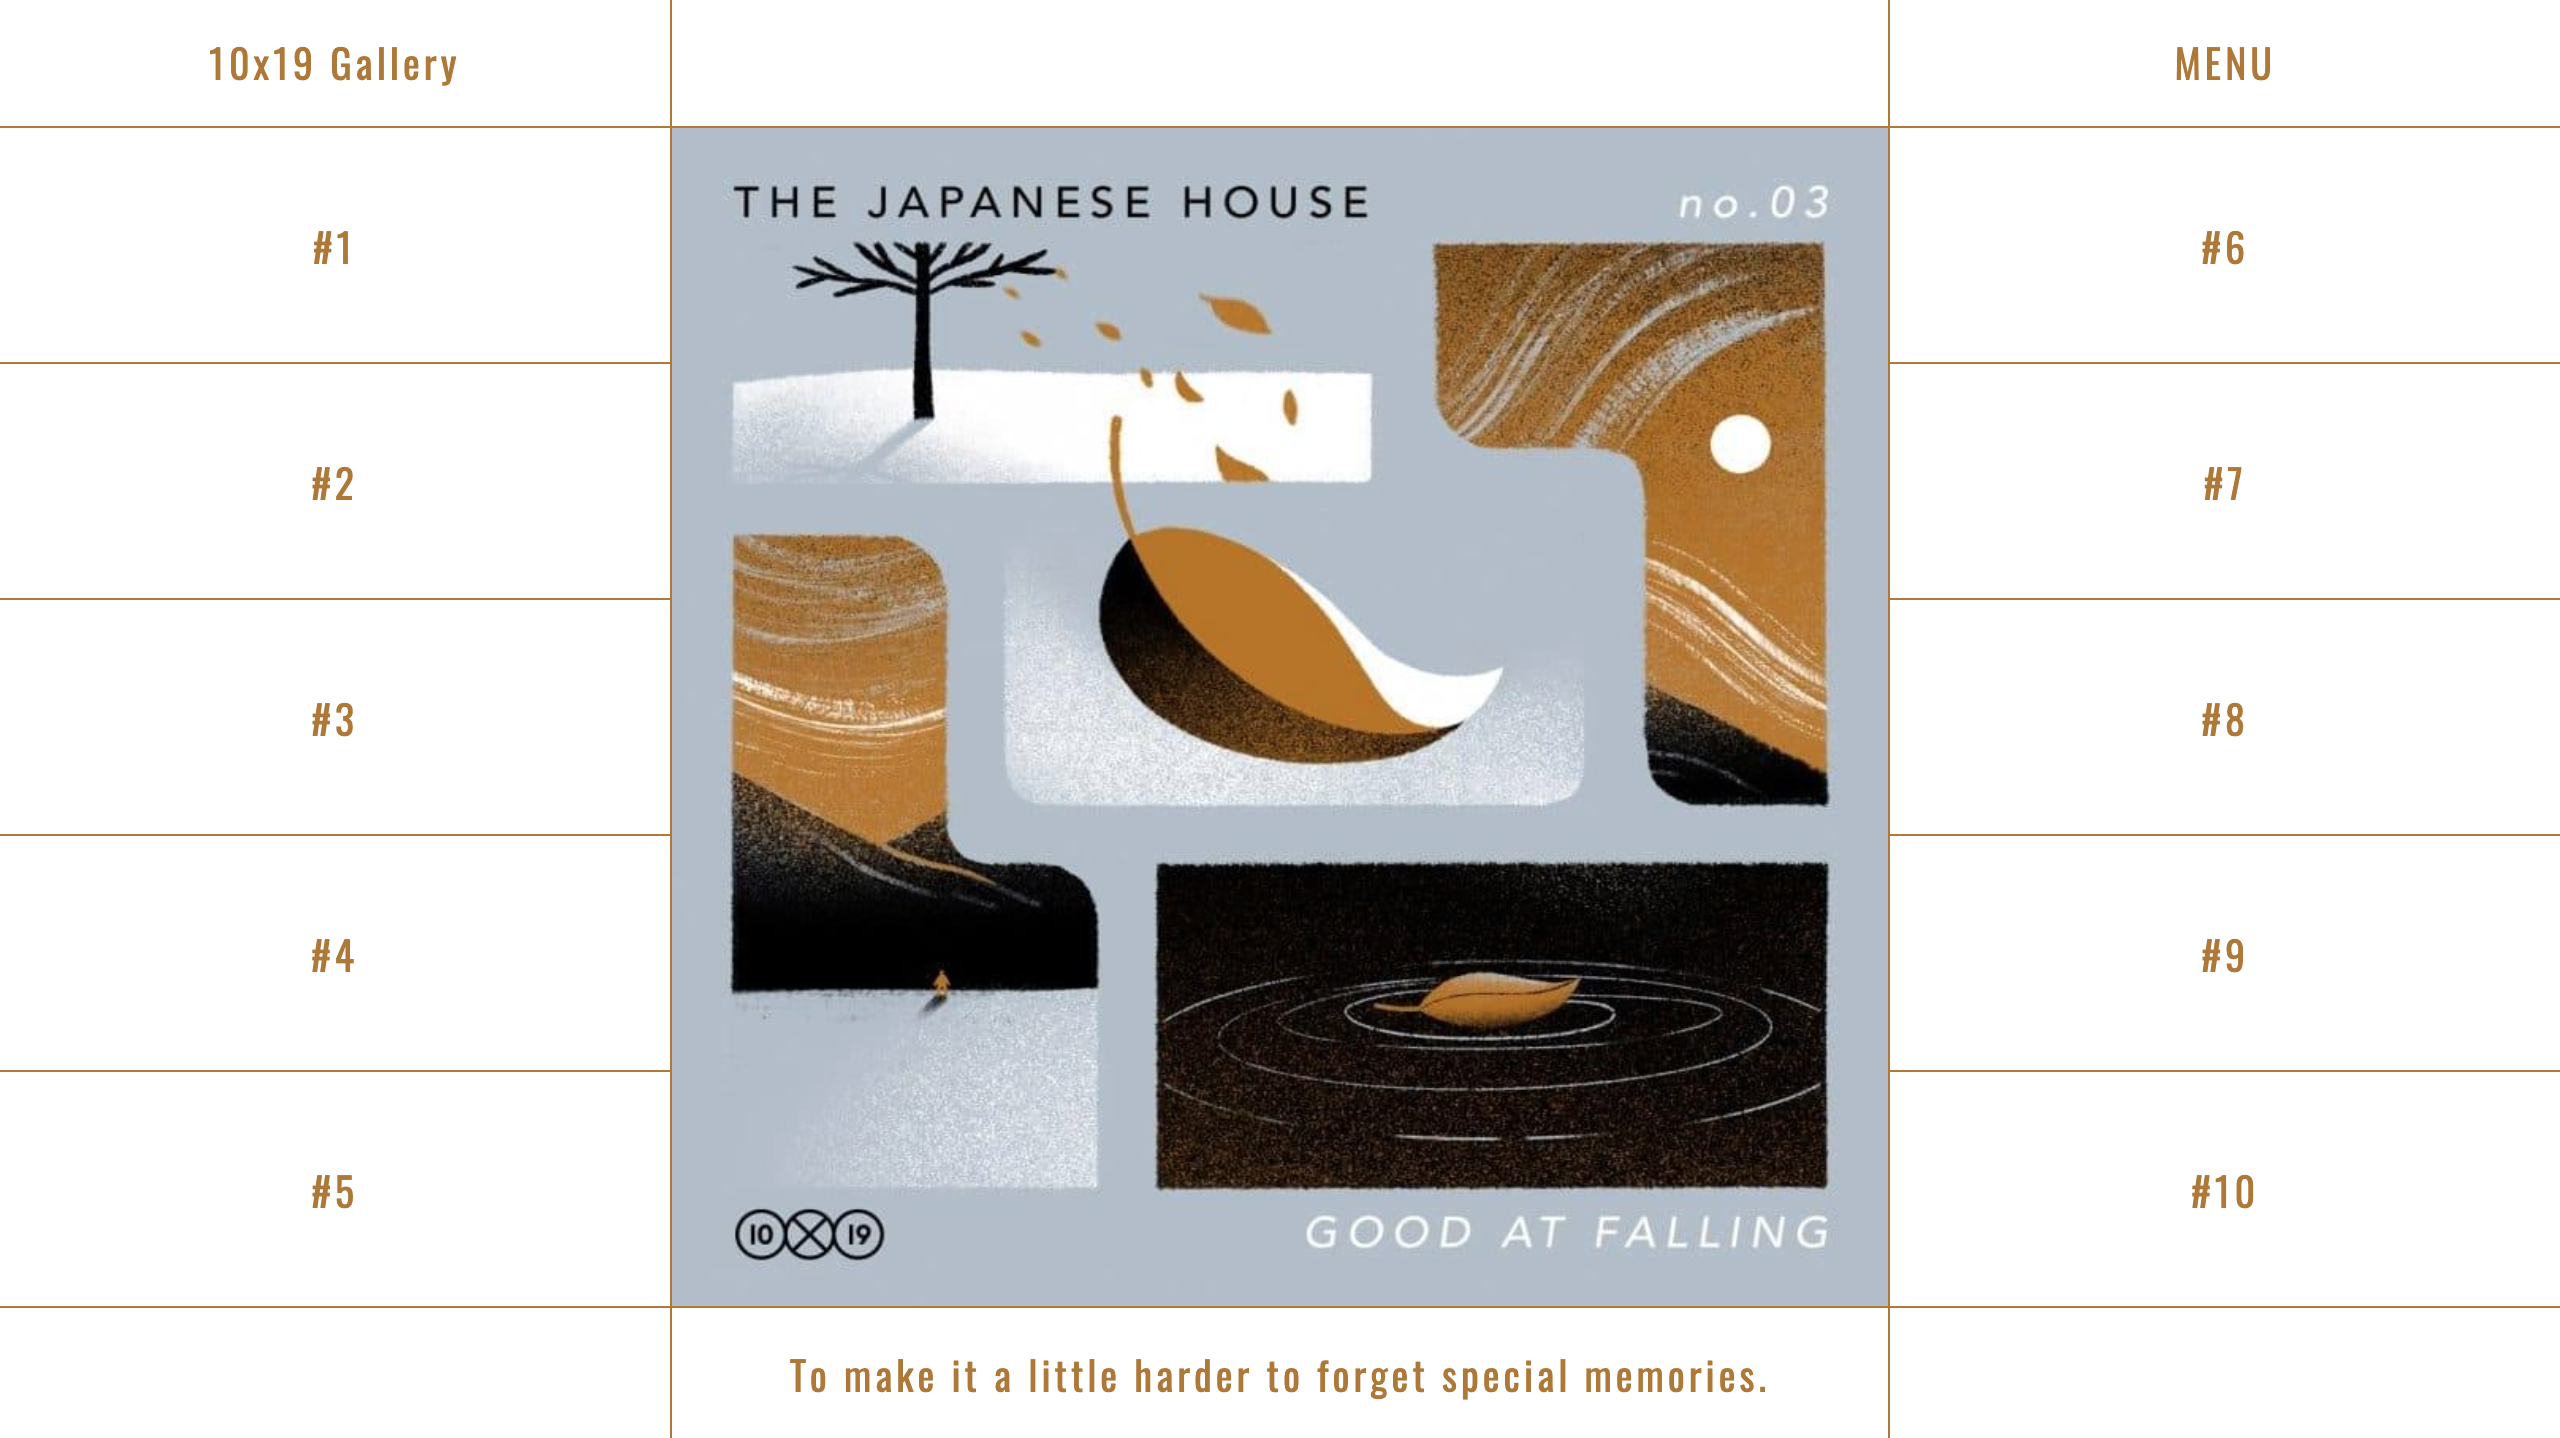 10x19 Gallery
MENU
#1
#2
#3
#4
#5
THE JAPANESE HOUSE
no.03
10 19
GOOD AT FALLING
#6
#7
#8
#9
#10
To make it a little harder to forget special memories.